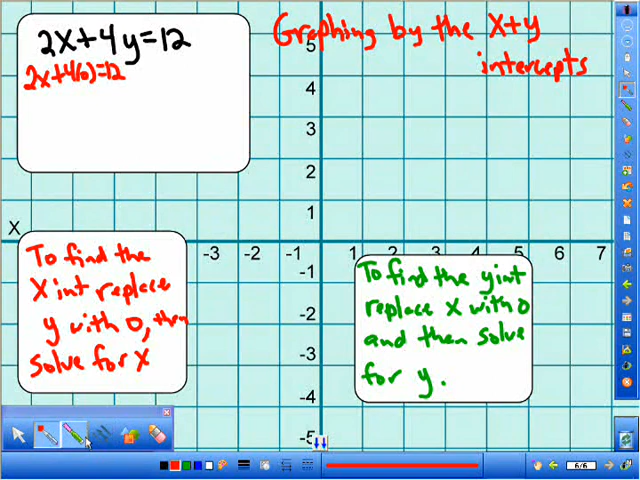 2x+4y=12
2x+4(0)=12
Graphing by the X+y
intercepts
5
4
3
2
1
X
-3 -2 -1 1 2 3 4 5 6 7
-1
-2
-3
-4
-5
To find the
X int replace
y with 0, then
solve for X
To find the y int
replace X with 0
and then solve
for y.
6/6